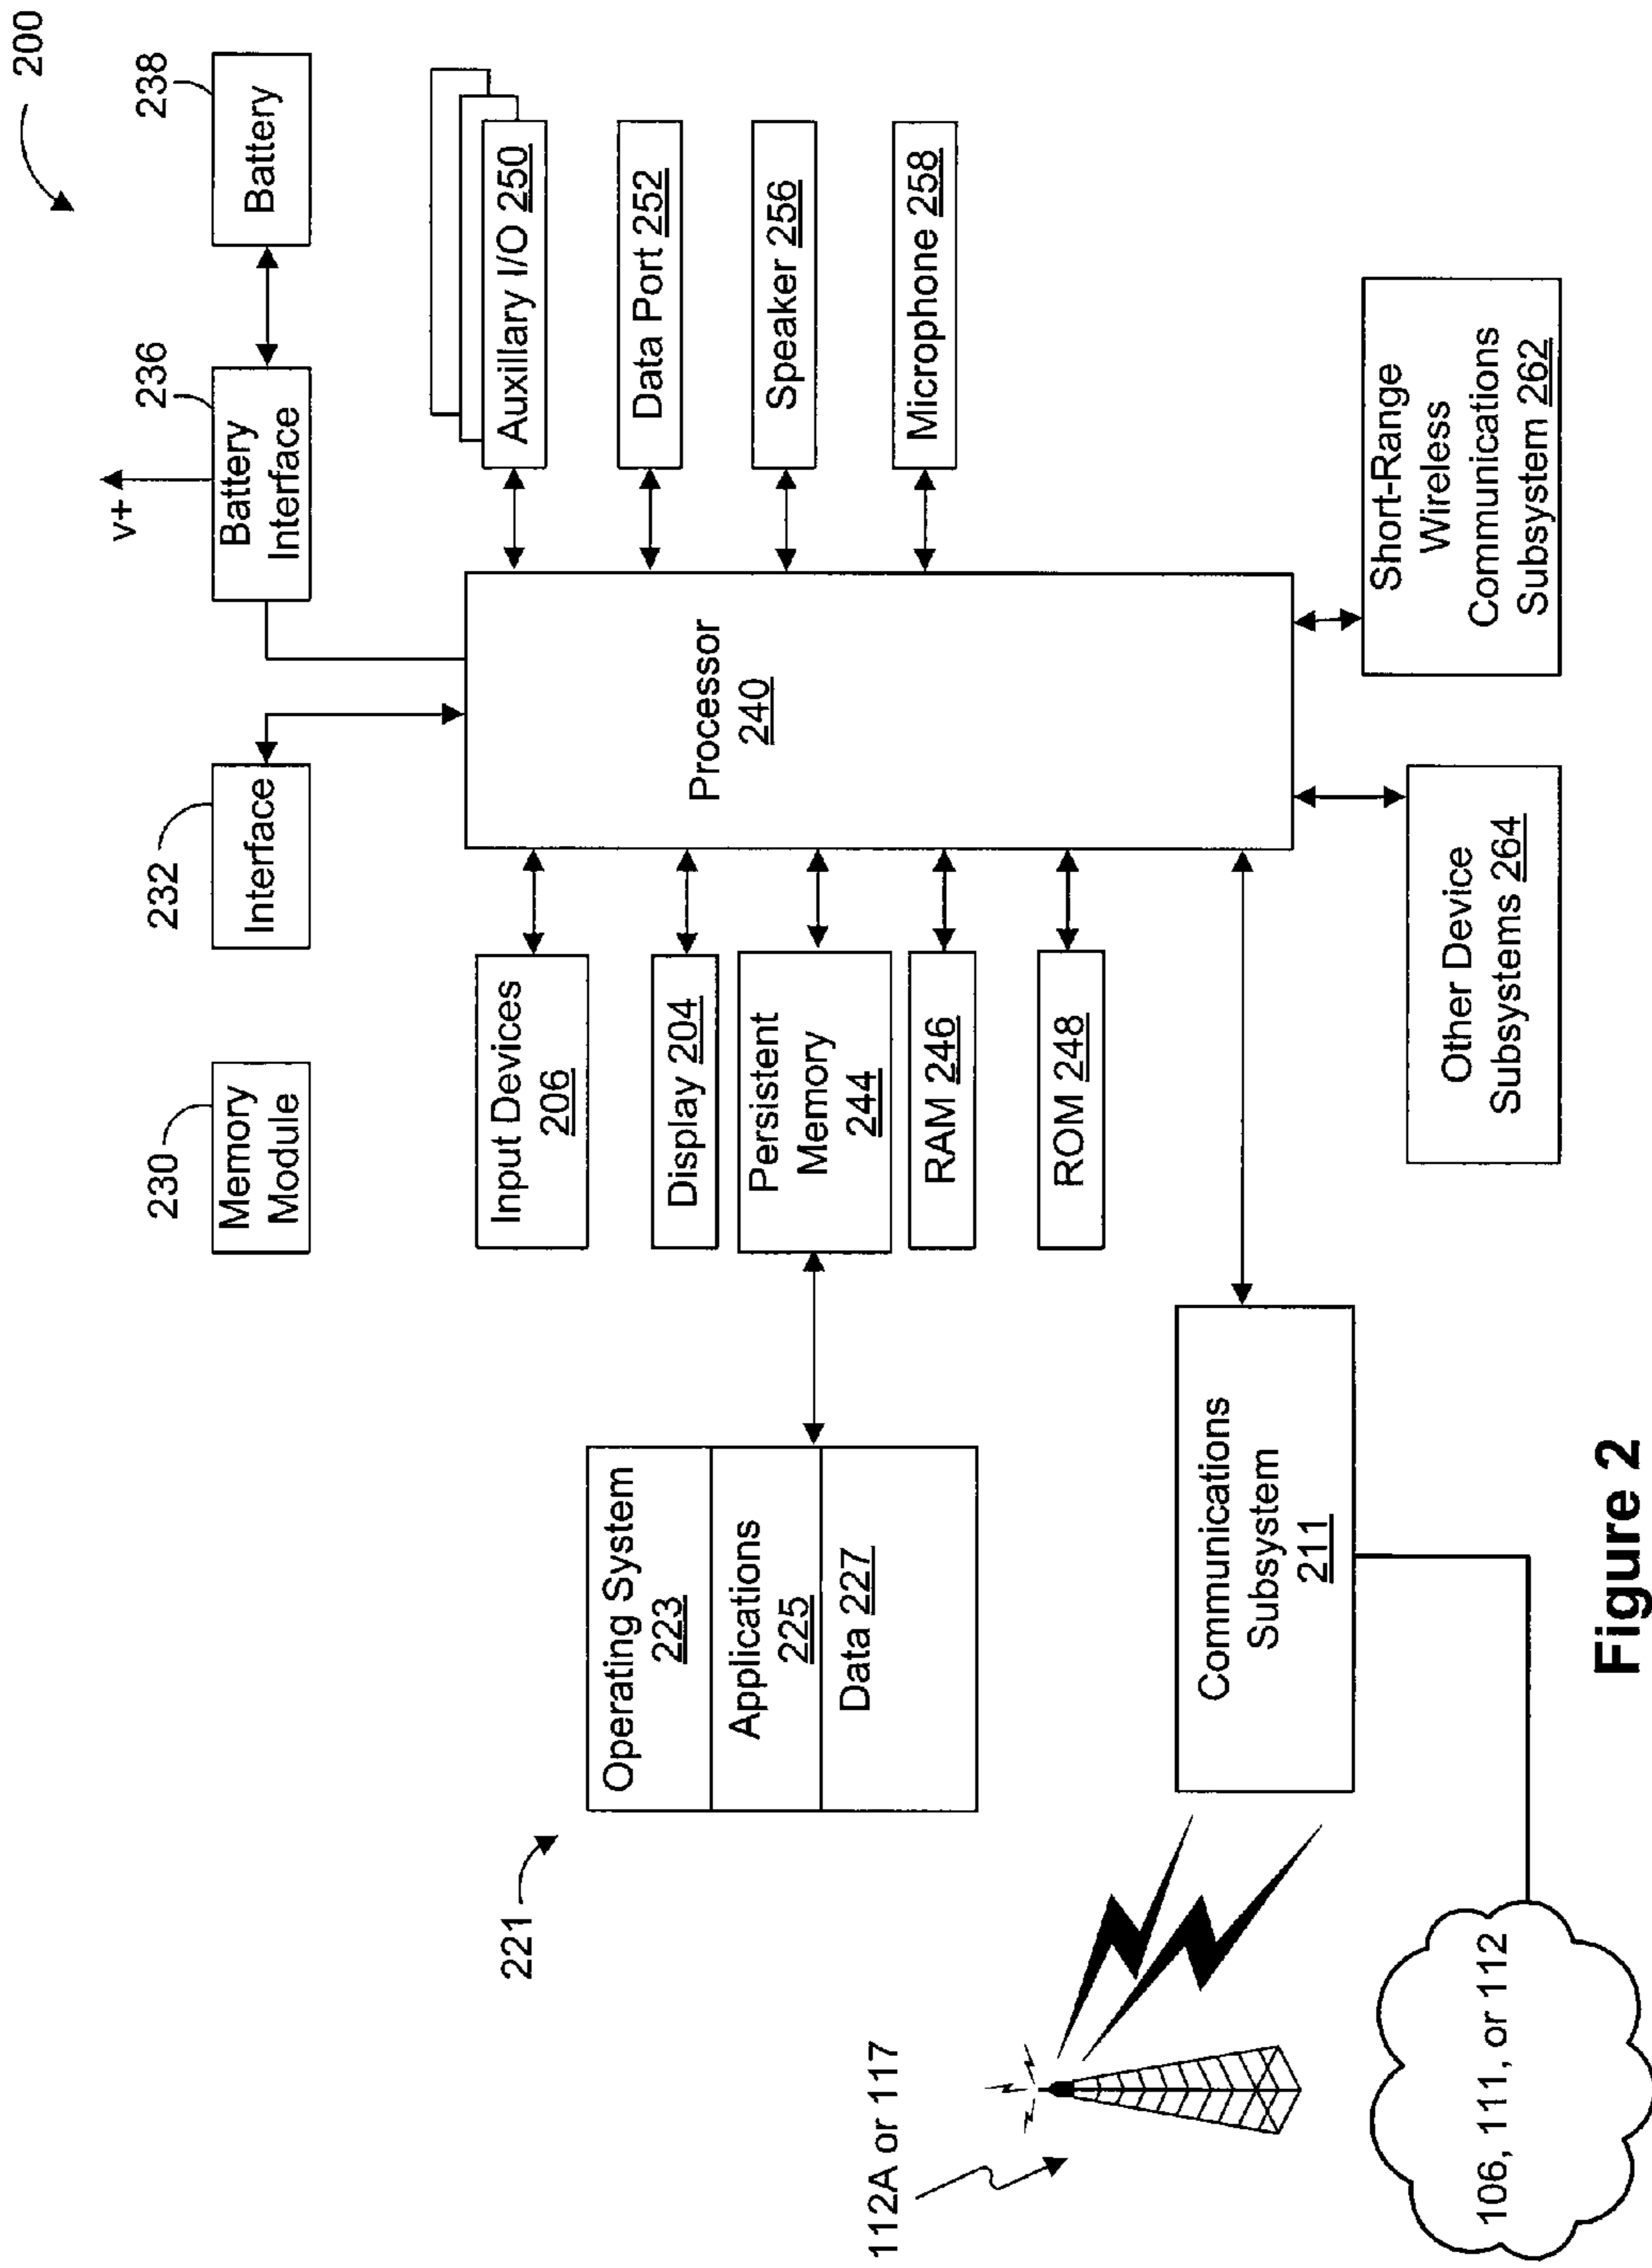 200
238
Battery
236
Battery
Interface
v+
232
Interface
230
Memory
Module
Auxillary I/O 250
Data Port 252
Speaker 256
Microphone 258
Processor
240
Input Devices
206
Display 204
Persistent
Memory
244
RAM 246
ROM 248
Short-Range
Wireless
Communications
Subsystem 262
Other Device
Subsystems 264
221
Operating System
223
Applications
225
Data 227
Communications
Subsystem
211
112A or 117
106, 111, or 112
Figure 2